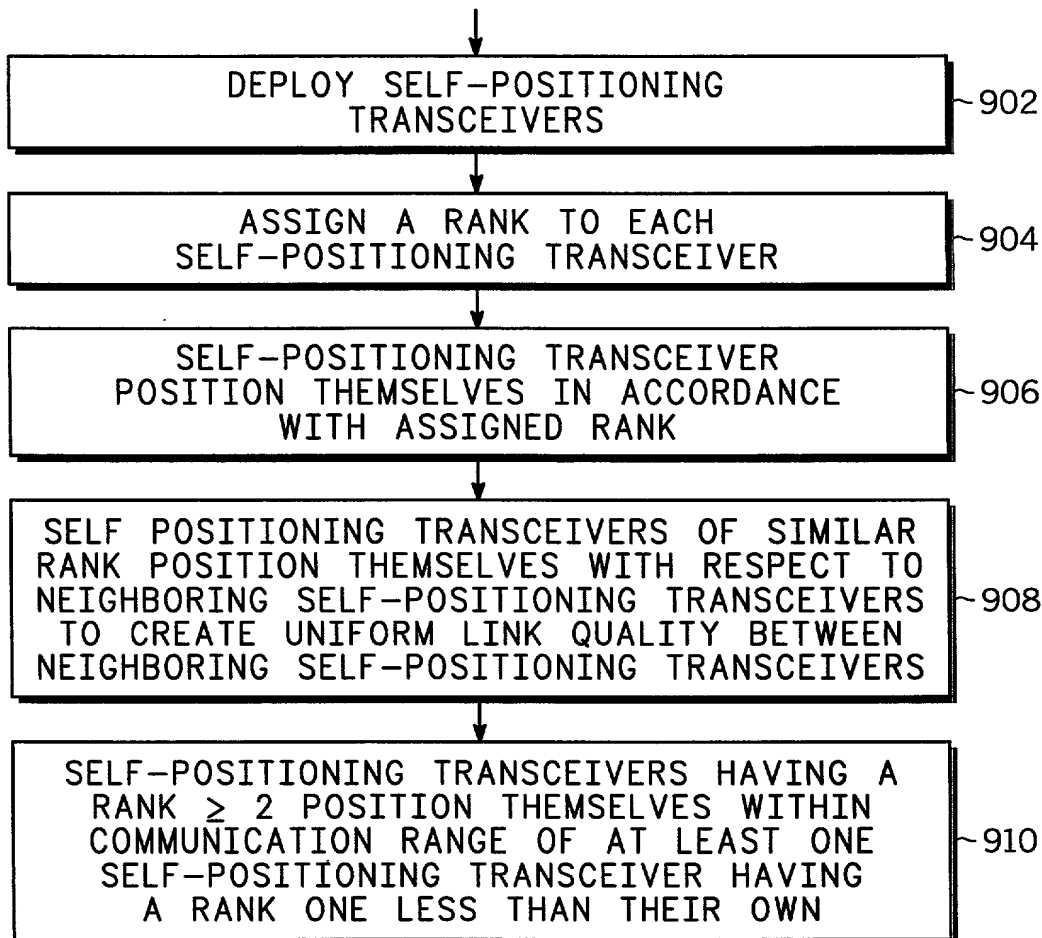 DEPLOY SELF-POSITIONING
TRANSCEIVERS
902
ASSIGN A RANK TO EACH
SELF-POSITIONING TRANSCEIVER
904
SELF-POSITIONING TRANSCEIVER
POSITION THEMSELVES IN ACCORDANCE
WITH ASSIGNED RANK
906
SELF POSITIONING TRANSCEIVERS OF SIMILAR
RANK POSITION THEMSELVES WITH RESPECT TO
NEIGHBORING SELF-POSITIONING TRANSCEIVERS
TO CREATE UNIFORM LINK QUALITY BETWEEN
NEIGHBORING SELF-POSITIONING TRANSCEIVERS
908
SELF-POSITIONING TRANSCEIVERS HAVING A
RANK ≥ 2 POSITION THEMSELVES WITHIN
COMMUNICATION RANGE OF AT LEAST ONE
SELF-POSITIONING TRANSCEIVER HAVING
A RANK ONE LESS THAN THEIR OWN
910